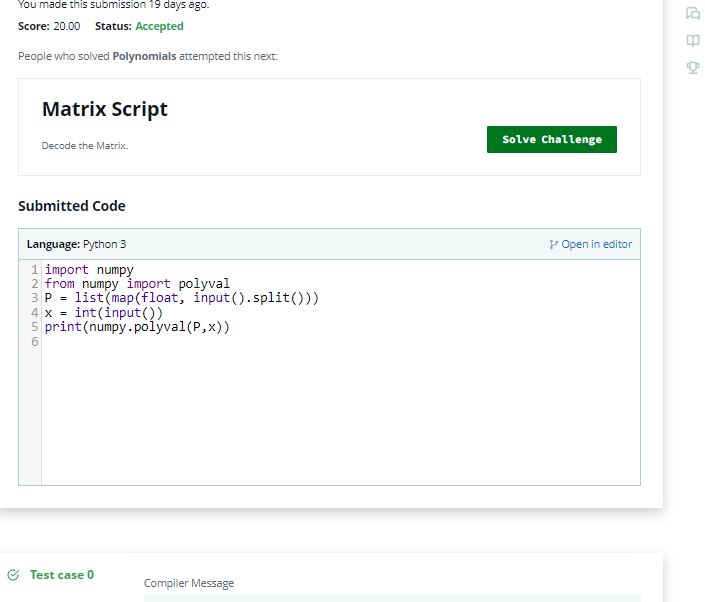 You made this submission 19 days ago.
Score: 20.00 Status: Accepted
People who solved Polynomials attempted this next:
Matrix Script
Decode the Matrix.
Solve Challenge
Submitted Code
Language: Python 3
Open in editor
1 import numpy
2 from numpy import polyval
3 P = list(map(float, input().split()))
4 x = int(input())
5 print(numpy.polyval(P,x))
6
Test case 0
Compiler Message